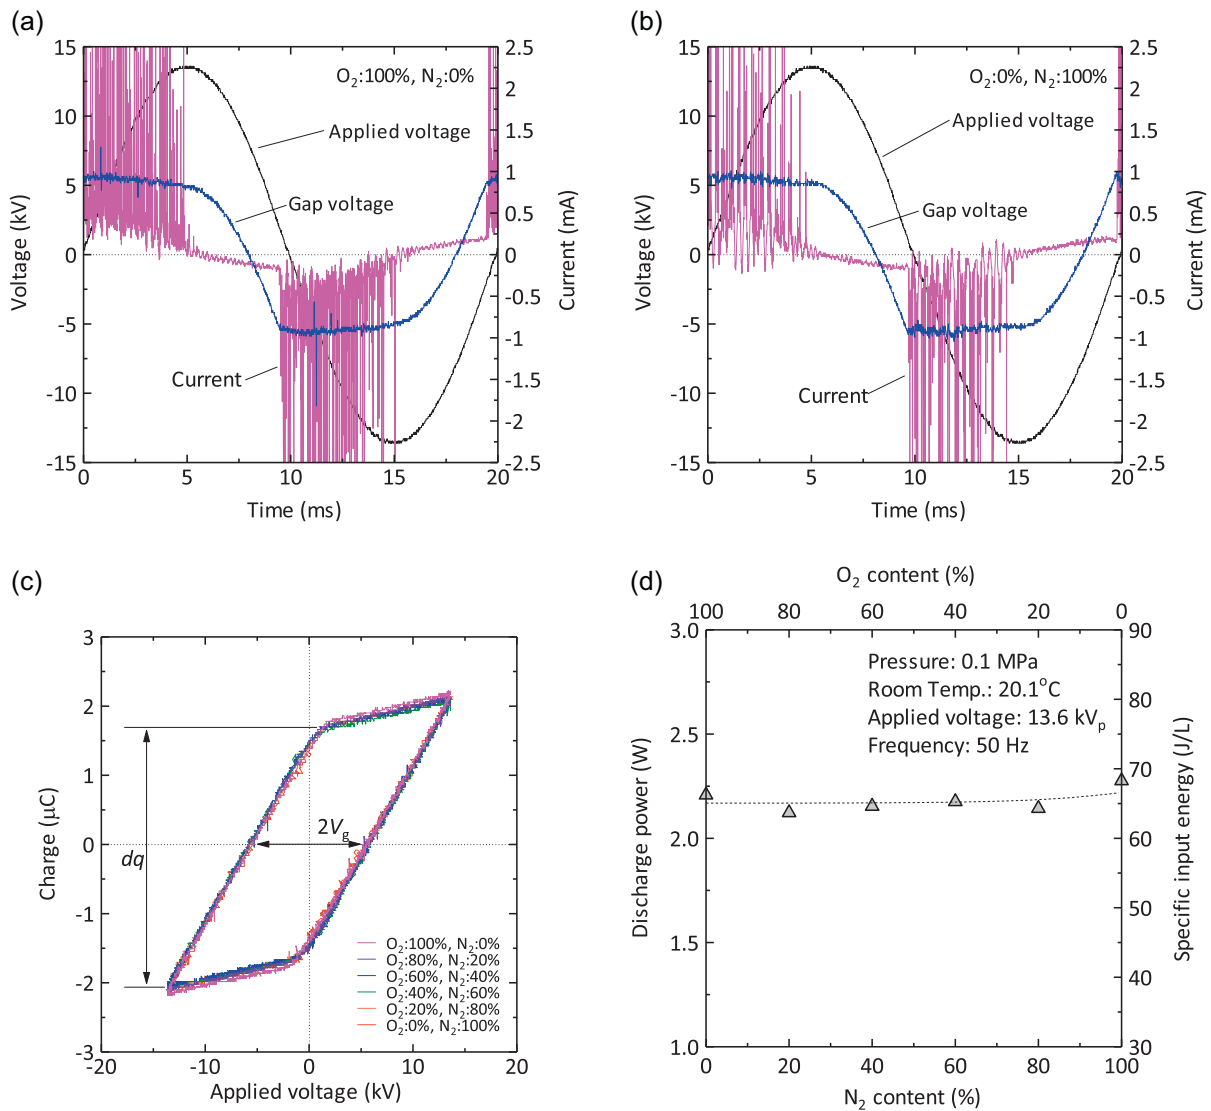 (a)
O2:100%, N2:0%
Applied voltage
Gap voltage
Current
15
10
5
0
-5
-10
-15
Voltage (kV)
2.5
2
1.5
1
0.5
0
-0.5
-1
-1.5
-2
-2.5
Current (mA)
0 5 10 15 20
Time (ms)
(b)
O2:0%, N2:100%
Applied voltage
Gap voltage
Current
15
10
5
0
-5
-10
-15
Voltage (kV)
2.5
2
1.5
1
0.5
0
-0.5
-1
-1.5
-2
-2.5
Current (mA)
0 5 10 15 20
Time (ms)
(c)
3
2
1
0
-1
-2
-3
Charge (μC)
dq
2Vg
O2:100%, N2:0%
O2:80%, N2:20%
O2:60%, N2:40%
O2:40%, N2:60%
O2:20%, N2:80%
O2:0%, N2:100%
-20 -10 0 10 20
Applied voltage (kV)
(d)
O2 content (%)
100 80 60 40 20 0
Pressure: 0.1 MPa
Room Temp.: 20.1oC
Applied voltage: 13.6 kVp
Frequency: 50 Hz
3.0
2.5
2.0
1.5
1.0
Discharge power (W)
90
80
70
60
50
40
30
Specific input energy (J/L)
0 20 40 60 80 100
N2 content (%)